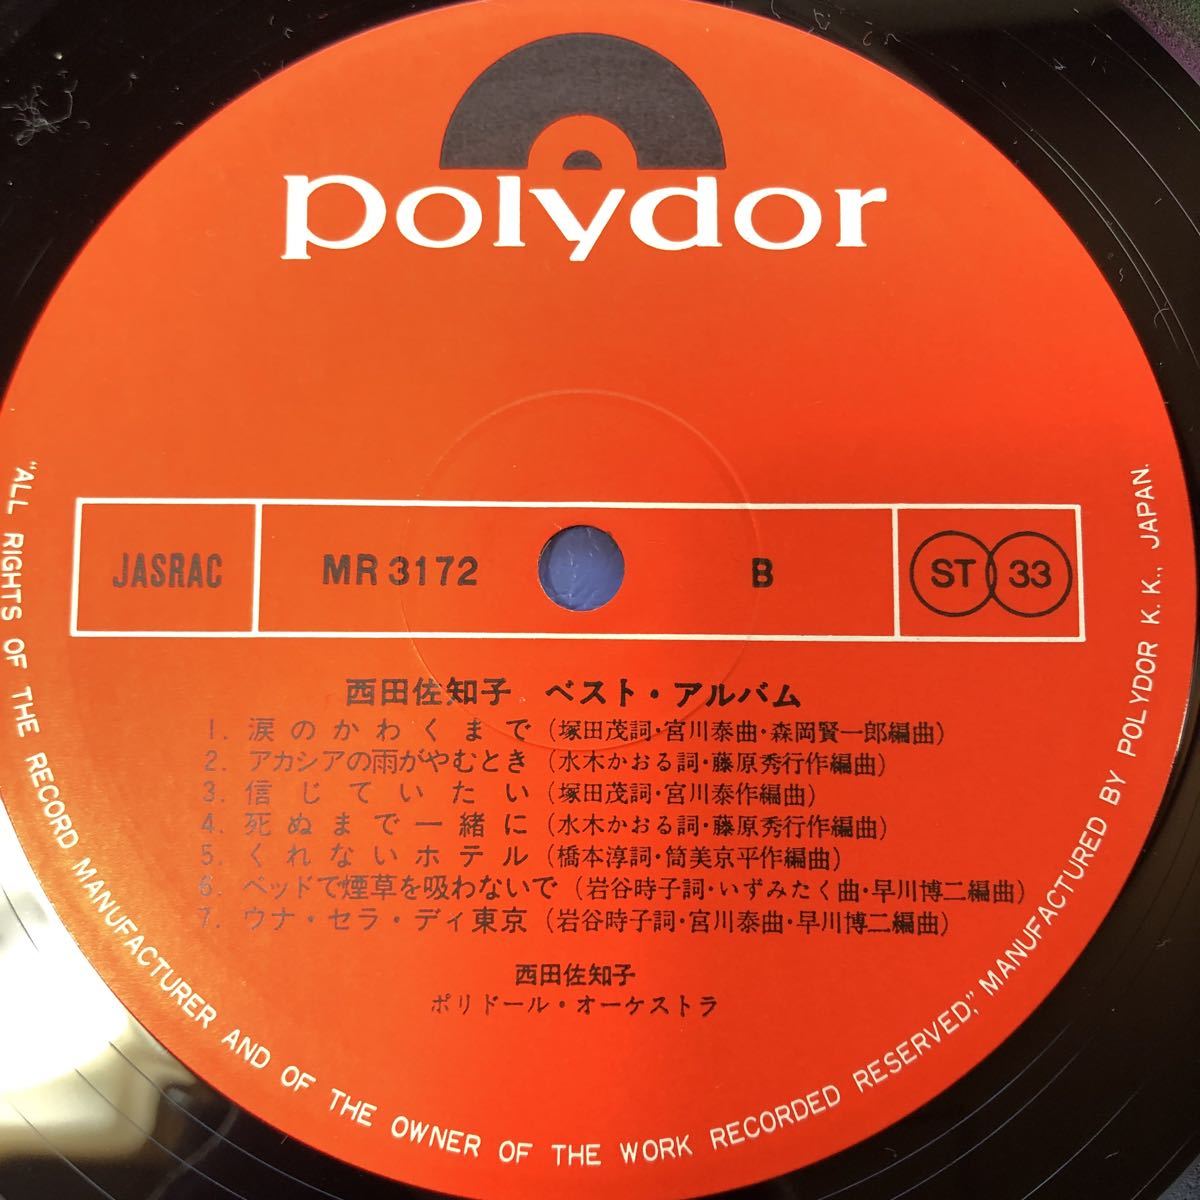 polydor
JASRAC MR 3172 B ST 33
西田佐知子 ベスト・アルバム
1. 涙のかわくまで (塚田茂詞・宮川泰曲・森岡賢一郎編曲)
2. アカシアの雨がやむとき (水木かおる詞・藤原秀行作編曲)
3. 信じていたい (塚田茂詞・宮川泰作編曲)
4. 死ぬまで一緒に (水木かおる詞・藤原秀行作編曲)
5. くれないホテル (橋本淳詞・筒美京平作編曲)
6. ベッドで煙草を吸わないで (岩谷時子詞・いずみたく曲・早川博二編曲)
7. ウナ・セラ・ディ東京 (岩谷時子詞・宮川泰曲・早川博二編曲)
西田佐知子
ポリドール・オーケストラ
"ALL RIGHTS OF THE RECORD MANUFACTURER AND OF THE OWNER OF THE WORK RECORDED RESERVED," MANUFACTURED BY POLYDOR K. K., JAPAN.